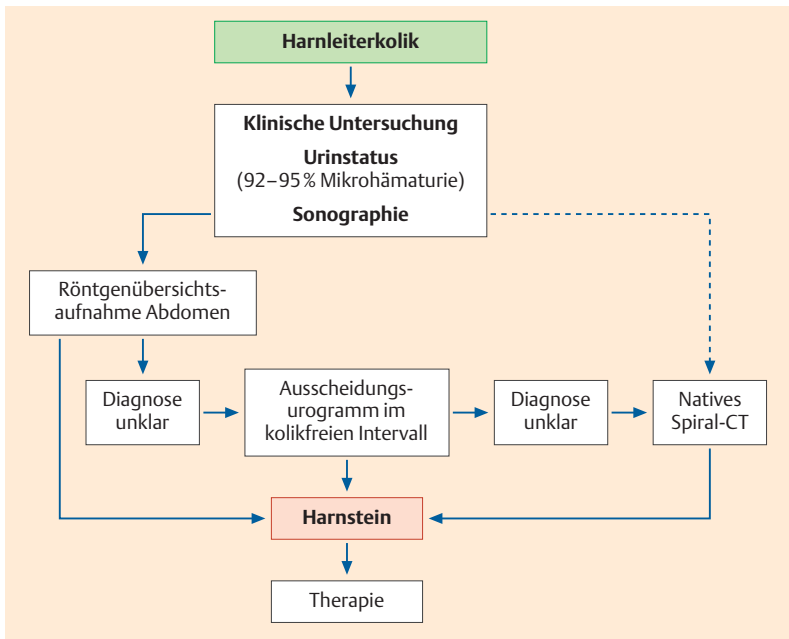 Harnleiterkolik
Klinische Untersuchung
Urinstatus
(92–95 % Mikrohämaturie)
Sonographie
Röntgenübersichts-
aufnahme Abdomen
Diagnose
unklar
Ausscheidungs-
urogramm im
kolikfreien Intervall
Diagnose
unklar
Natives
Spiral-CT
Harnstein
Therapie